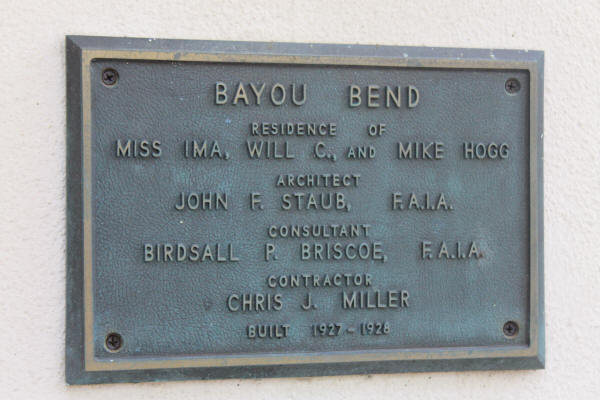 BAYOU BEND
RESIDENCE OF
MISS IMA, WILL C., AND MIKE HOGG
ARCHITECT
JOHN F. STAUB, F.A.I.A.
CONSULTANT
BIRDSALL P. BRISCOE, F.A.I.A.
CONTRACTOR
CHRIS J. MILLER
BUILT 1927-1928